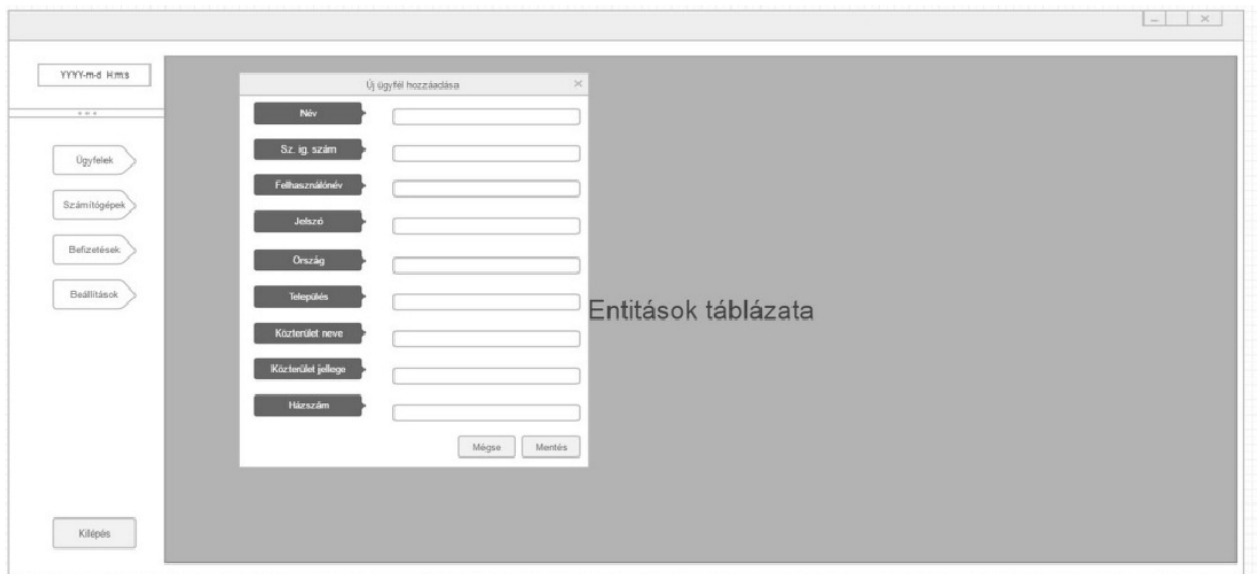 YYYY-m-d H:m:s
Új ügyfél hozzáadása
Név
Sz. ig. szám
Felhasználónév
Jelszó
Ország
Település
Közterület neve
Közterület jellege
Házszám
Mégse
Mentés
Ügyfelek
Számítógépek
Befizetések
Beállítások
Kilépés
Entitások táblázata